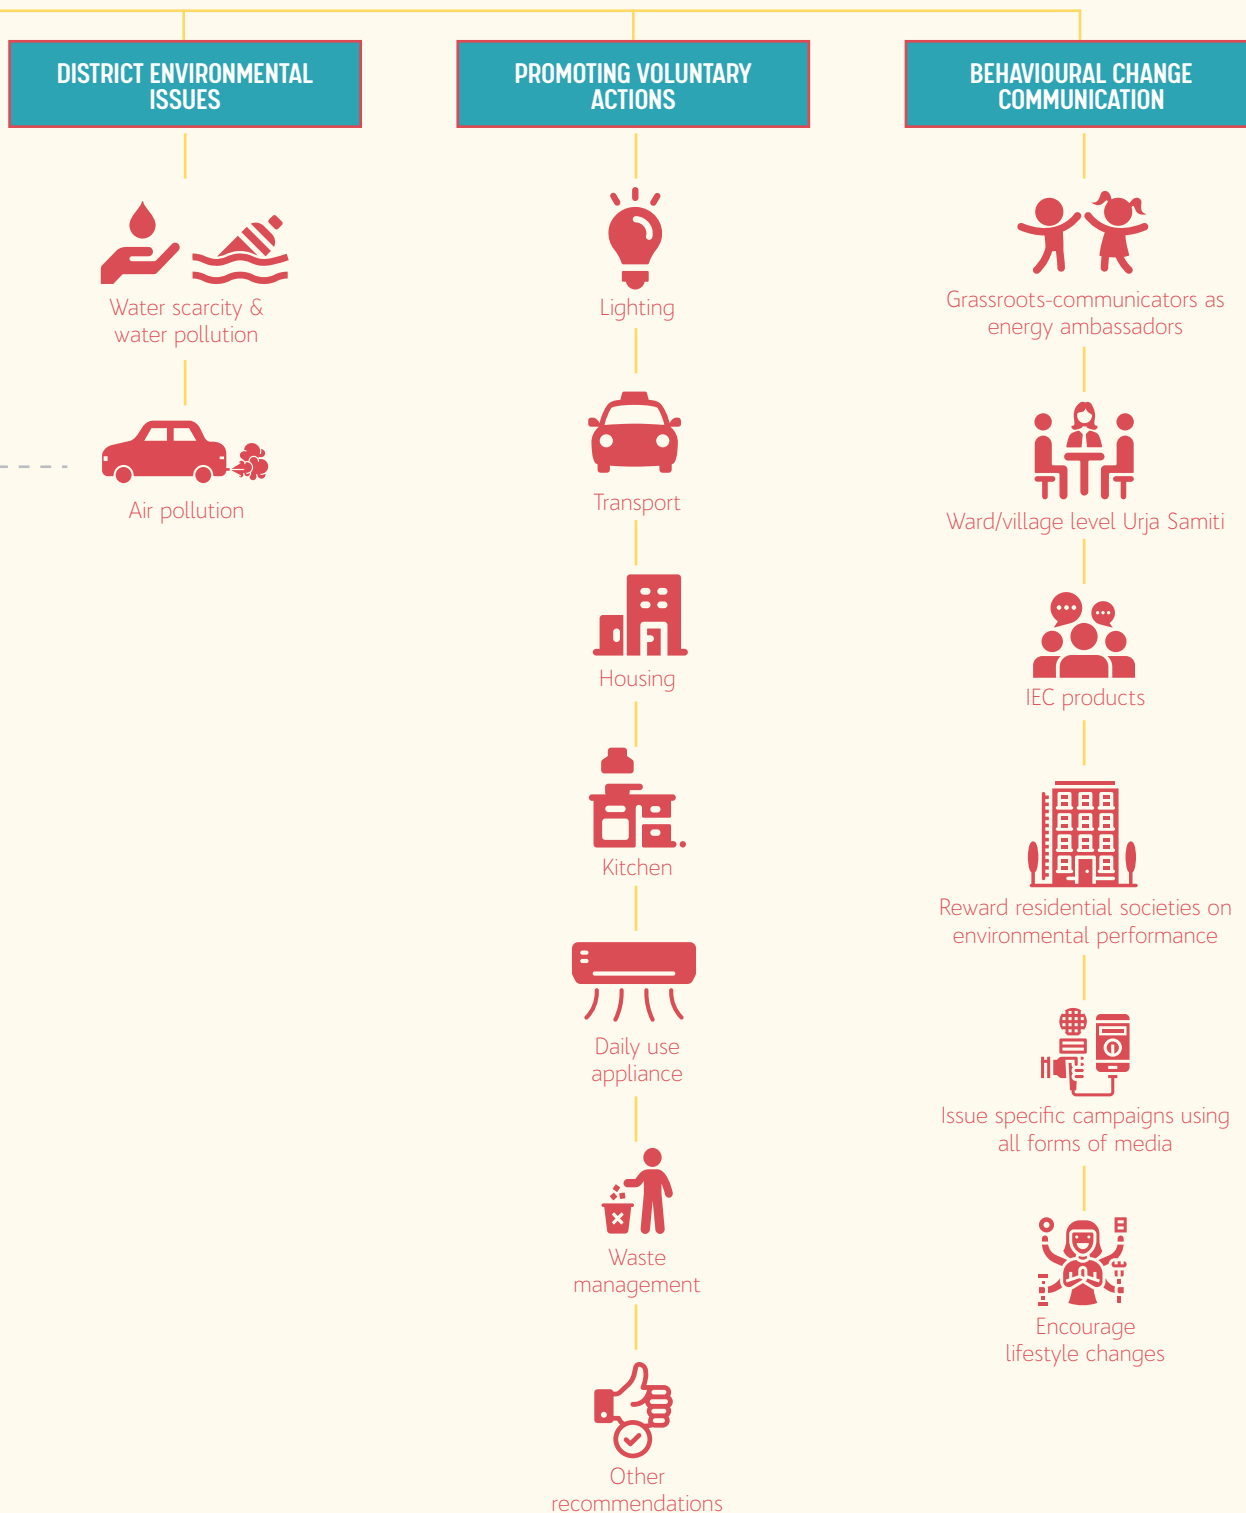 DISTRICT ENVIRONMENTAL
ISSUES
Water scarcity &
water pollution
Air pollution
PROMOTING VOLUNTARY
ACTIONS
Lighting
Transport
Housing
Kitchen
Daily use
appliance
Waste
management
Other
recommendations
BEHAVIOURAL CHANGE
COMMUNICATION
Grassroots-communicators as
energy ambassadors
Ward/village level Urja Samiti
IEC products
Reward residential societies on
environmental performance
Issue specific campaigns using
all forms of media
Encourage
lifestyle changes